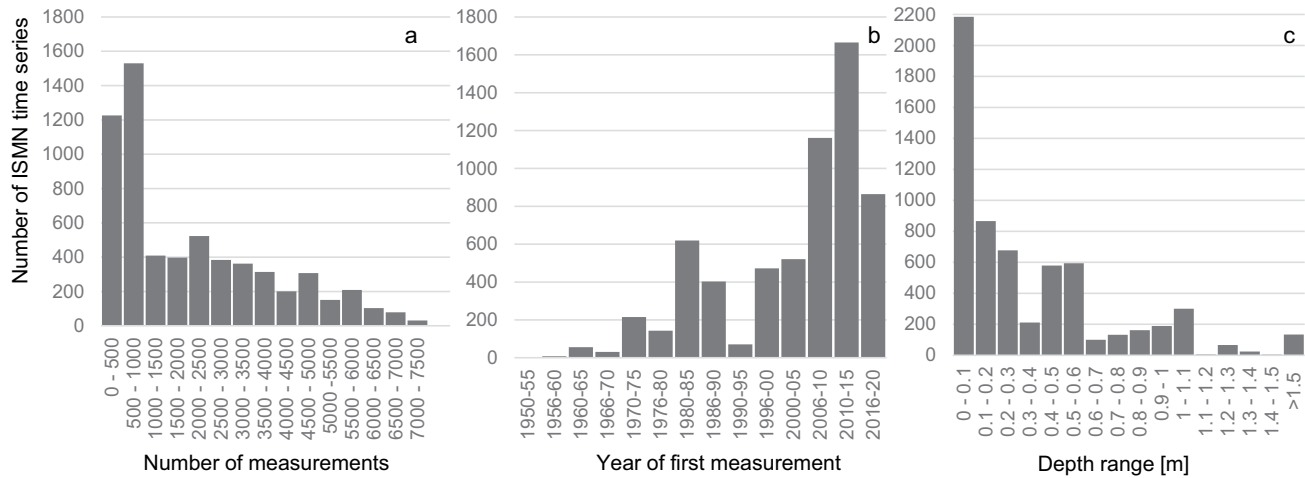 Number of ISMN time series
a
1800
1600
1400
1200
1000
800
600
400
200
0
0 - 500
500 - 1000
1000 - 1500
1500 - 2000
2000 - 2500
2500 - 3000
3000 - 3500
3500 - 4000
4000 - 4500
4500 - 5000
5000 -5500
5500 - 6000
6000 - 6500
6500 - 7000
7000 - 7500
Number of measurements
b
1800
1600
1400
1200
1000
800
600
400
200
0
1950-55
1956-60
1960-65
1966-70
1970-75
1976-80
1980-85
1986-90
1990-95
1996-00
2000-05
2006-10
2010-15
2016-20
Year of first measurement
c
2200
2000
1800
1600
1400
1200
1000
800
600
400
200
0
0 - 0.1
0.1 - 0.2
0.2 - 0.3
0.3 - 0.4
0.4 - 0.5
0.5 - 0.6
0.6 - 0.7
0.7 - 0.8
0.8 - 0.9
0.9 - 1
1 - 1.1
1.1 - 1.2
1.2 - 1.3
1.3 - 1.4
1.4 - 1.5
>1.5
Depth range [m]